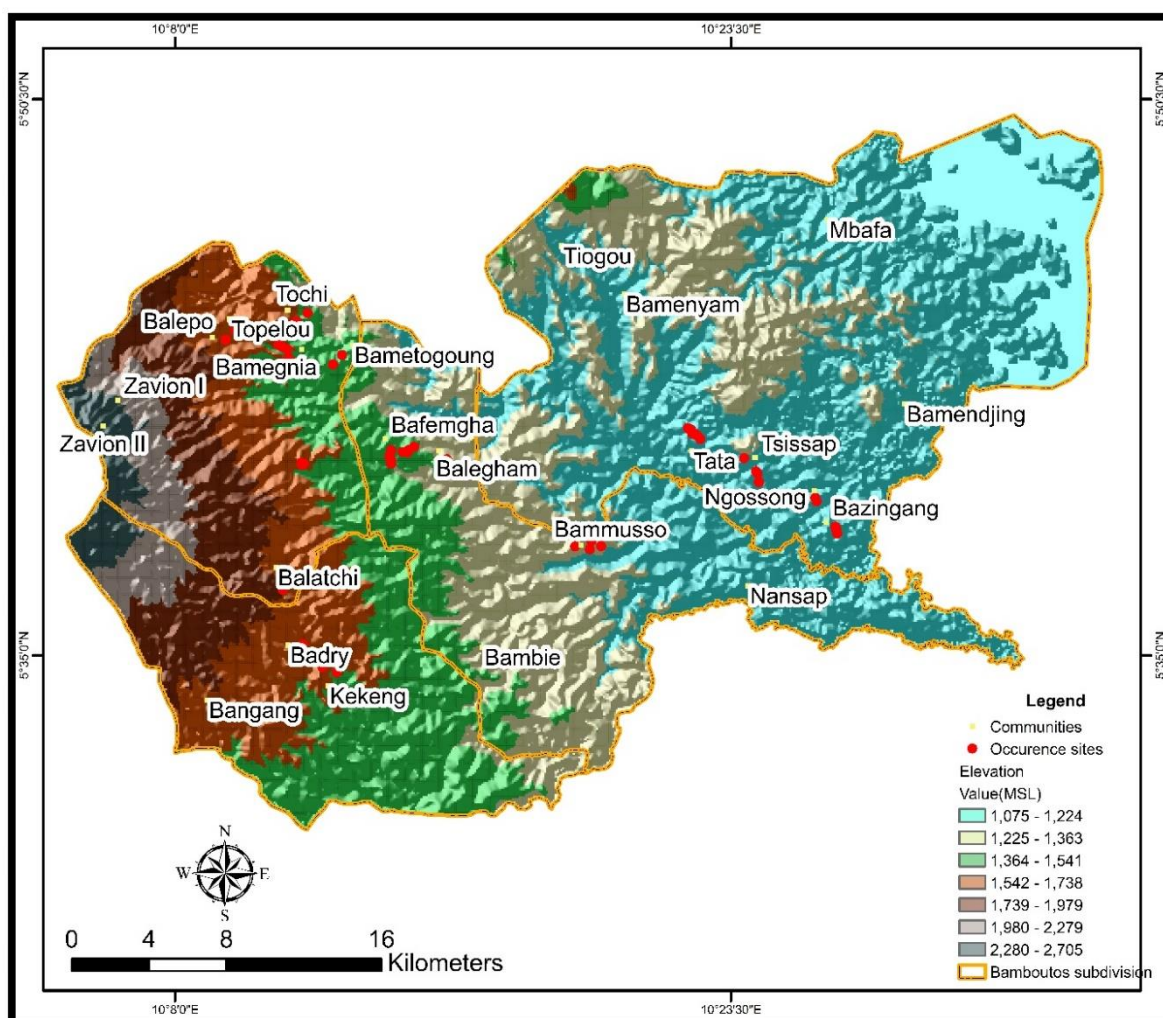 10°8'0"E
10°23'30"E
5°50'30"N
5°50'30"N
Mbafa
Tiogou
Bamenyam
Tochi
Balepo
Topelou
Bametogoung
Bamegnia
Zavion I
Bamendjing
Zavion II
Bafemgha
Tsissap
Balegham
Tata
Ngossong
Bazingang
Bammusso
Balatchi
Nansap
5°35'0"N
5°35'0"N
Badry
Bambie
Kekeng
Bangang
Legend
Communities
Occurence sites
Elevation
Value(MSL)
1,075 - 1,224
1,225 - 1,363
1,364 - 1,541
1,542 - 1,738
1,739 - 1,979
1,980 - 2,279
2,280 - 2,705
Bamboutos subdivision
N
W E
S
0 4 8 16
Kilometers
10°8'0"E
10°23'30"E